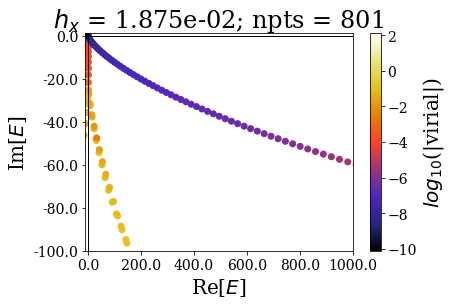 h_x = 1.875e-02; npts = 801
0.0
-20.0
-40.0
-60.0
-80.0
-100.0
Im[E]
0.0 200.0 400.0 600.0 800.0 1000.0
Re[E]
2
0
−2
−4
−6
−8
−10
log_10(|virial|)